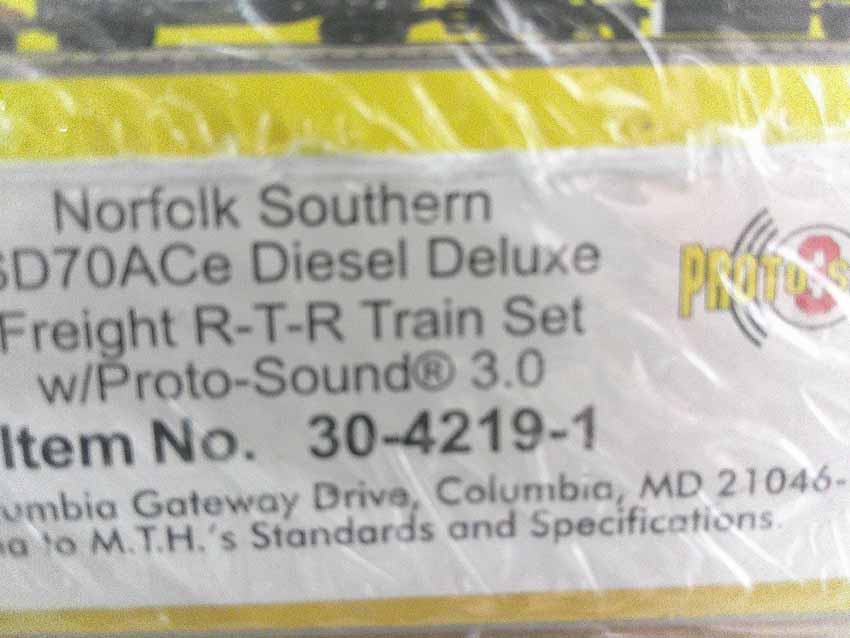 Norfolk Southern
SD70ACe Diesel Deluxe
Freight R-T-R Train Set
w/Proto-Sound® 3.0
Item No. 30-4219-1
umbia Gateway Drive, Columbia, MD 21046-
na to M.T.H.'s Standards and Specifications.
PROTO 3 S